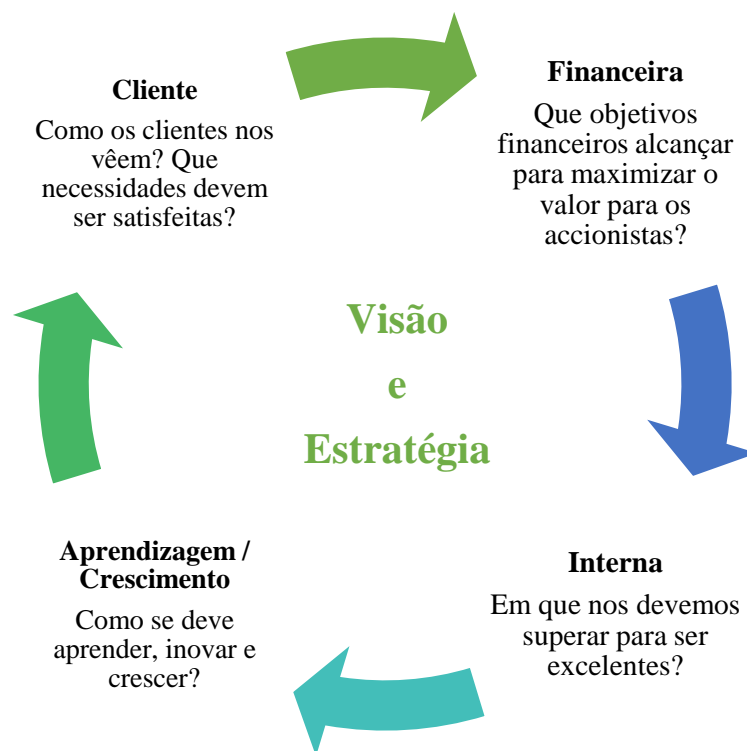 Cliente
Como os clientes nos
vêem? Que
necessidades devem
ser satisfeitas?
Financeira
Que objetivos
financeiros alcançar
para maximizar o
valor para os
accionistas?
Visão
e
Estratégia
Aprendizagem /
Crescimento
Como se deve
aprender, inovar e
crescer?
Interna
Em que nos devemos
superar para ser
excelentes?